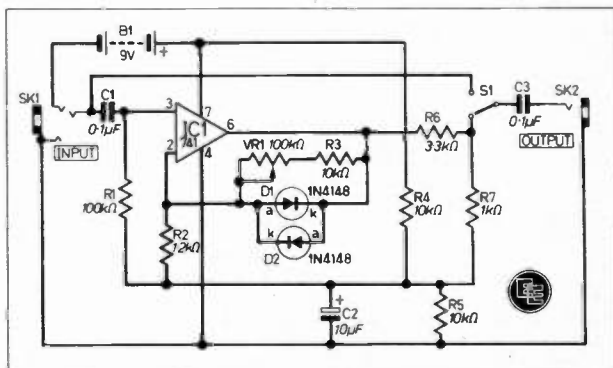 B1
9V
+
SK1
INPUT
C1
0·1µF
3
7
IC1
741
6
2
4
VR1 100kΩ
R3
10kΩ
D1
1N4148
a
k
k
a
D2
1N4148
R1
100kΩ
R2
1·2kΩ
R4
10kΩ
R6
3·3kΩ
S1
C3
0·1µF
SK2
OUTPUT
R7
1kΩ
+
C2
10µF
R5
10kΩ